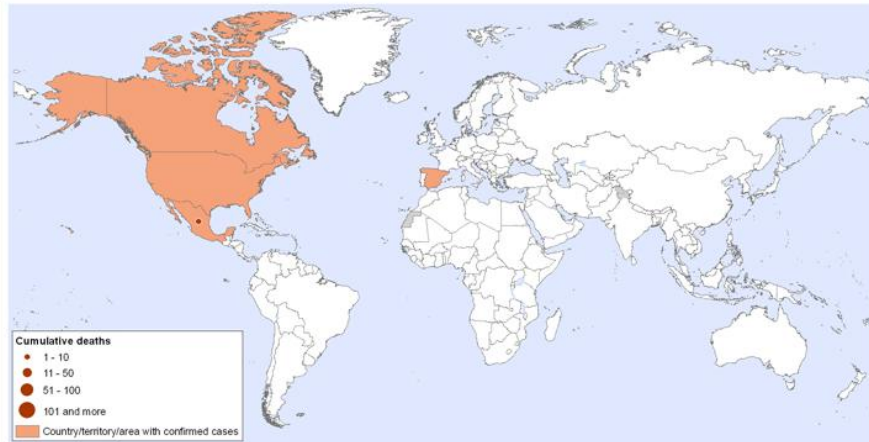 Cumulative deaths
1 - 10
11 - 50
51 - 100
101 and more
Country/territory/area with confirmed cases